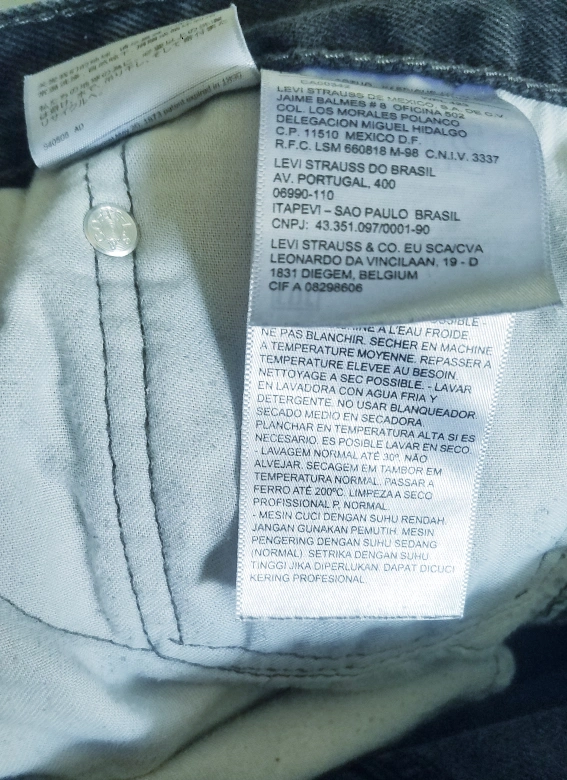 540505 AO
LEVI STRAUSS DE MEXICO, S.A. DE C.V.
JAIME BALMES # 8 OFICINA 602
COL. LOS MORALES POLANCO
DELEGACION MIGUEL HIDALGO
C.P. 11510 MEXICO D.F.
R.F.C. LSM 660818 M-98 C.N.I.V. 3337
LEVI STRAUSS DO BRASIL
AV. PORTUGAL, 400
06990-110
ITAPEVI – SAO PAULO BRASIL
CNPJ: 43.351.097/0001-90
LEVI STRAUSS & CO. EU SCA/CVA
LEONARDO DA VINCILAAN, 19 - D
1831 DIEGEM, BELGIUM
CIF A 08298606
A L'EAU FROIDE
NE PAS BLANCHIR. SECHER EN MACHINE
A TEMPERATURE MOYENNE. REPASSER A
TEMPERATURE ELEVEE AU BESOIN.
NETTOYAGE A SEC POSSIBLE. - LAVAR
EN LAVADORA CON AGUA FRIA Y
DETERGENTE. NO USAR BLANQUEADOR.
SECADO MEDIO EN SECADORA
PLANCHAR EN TEMPERATURA ALTA SI ES
NECESARIO. ES POSIBLE LAVAR EN SECO.
- LAVAGEM NORMAL ATÉ 30º. NÃO
ALVEJAR. SECAGEM EM TAMBOR EM
TEMPERATURA NORMAL. PASSAR A
FERRO ATÉ 200ºC. LIMPEZA A SECO
PROFISSIONAL P, NORMAL.
- MESIN CUCI DENGAN SUHU RENDAH.
JANGAN GUNAKAN PEMUTIH. MESIN
PENGERING DENGAN SUHU SEDANG
(NORMAL). SETRIKA DENGAN SUHU
TINGGI JIKA DIPERLUKAN. DAPAT DICUCI
KERING PROFESIONAL.